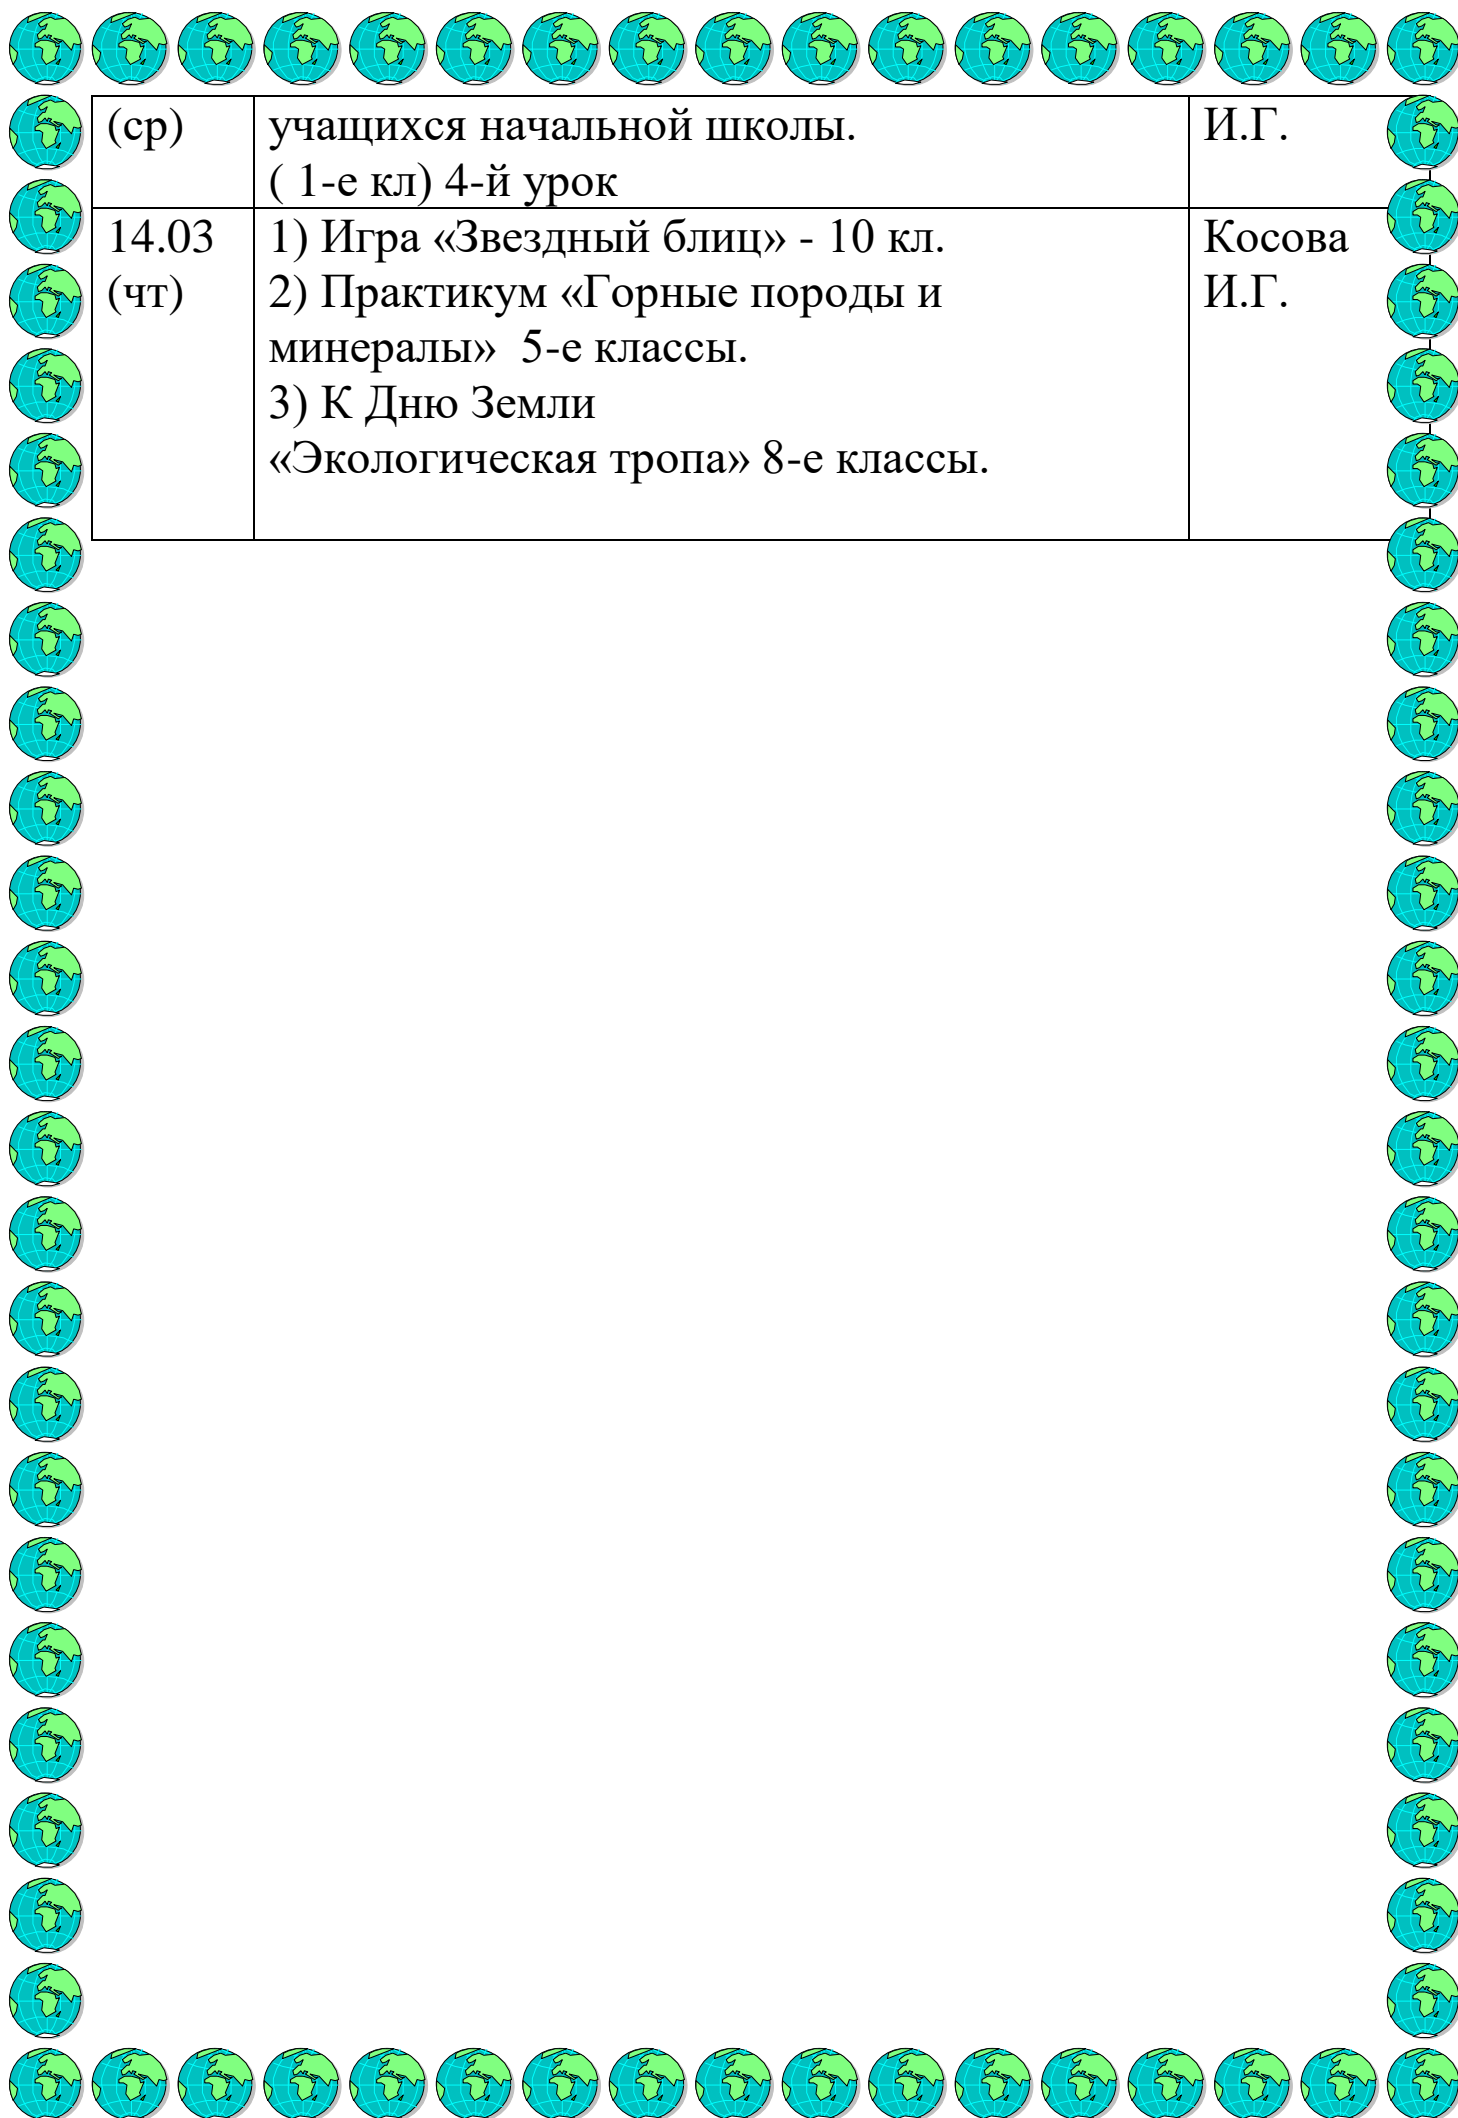 (ср) учащихся начальной школы. И.Г.
( 1-е кл) 4-й урок
14.03 1) Игра «Звездный блиц» - 10 кл. Косова
(чт) 2) Практикум «Горные породы и И.Г.
минералы» 5-е классы.
3) К Дню Земли
«Экологическая тропа» 8-е классы.